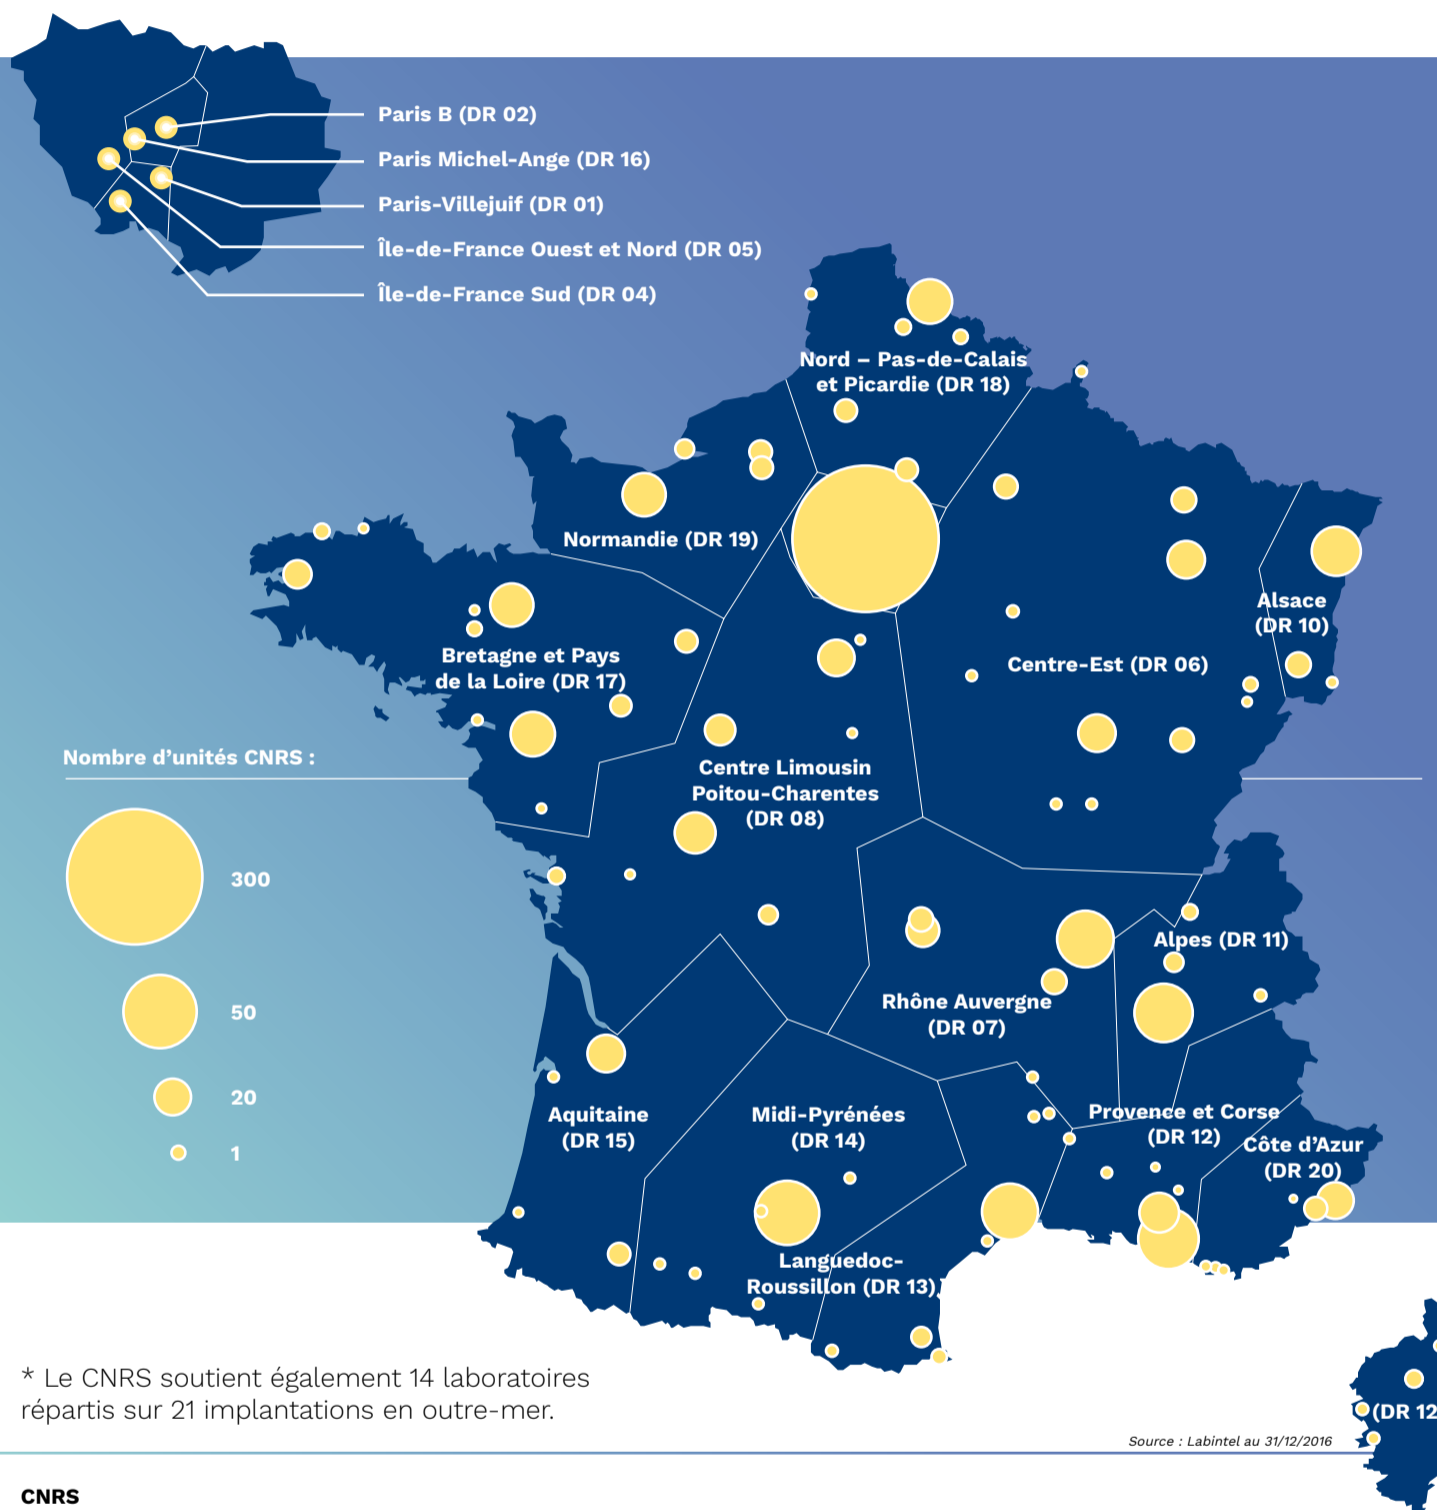 Paris B (DR 02)
Paris Michel-Ange (DR 16)
Paris-Villejuif (DR 01)
Île-de-France Ouest et Nord (DR 05)
Île-de-France Sud (DR 04)
Nord – Pas-de-Calais
et Picardie (DR 18)
Normandie (DR 19)
Alsace
(DR 10)
Bretagne et Pays
de la Loire (DR 17)
Centre-Est (DR 06)
Nombre d’unités CNRS :
300
50
20
1
Centre Limousin
Poitou-Charentes
(DR 08)
Alpes (DR 11)
Rhône Auvergne
(DR 07)
Aquitaine
(DR 15)
Midi-Pyrénées
(DR 14)
Provence et Corse
(DR 12)
Côte d’Azur
(DR 20)
Languedoc-
Roussillon (DR 13)
* Le CNRS soutient également 14 laboratoires
répartis sur 21 implantations en outre-mer.
(DR 12
Source : Labintel au 31/12/2016
CNRS